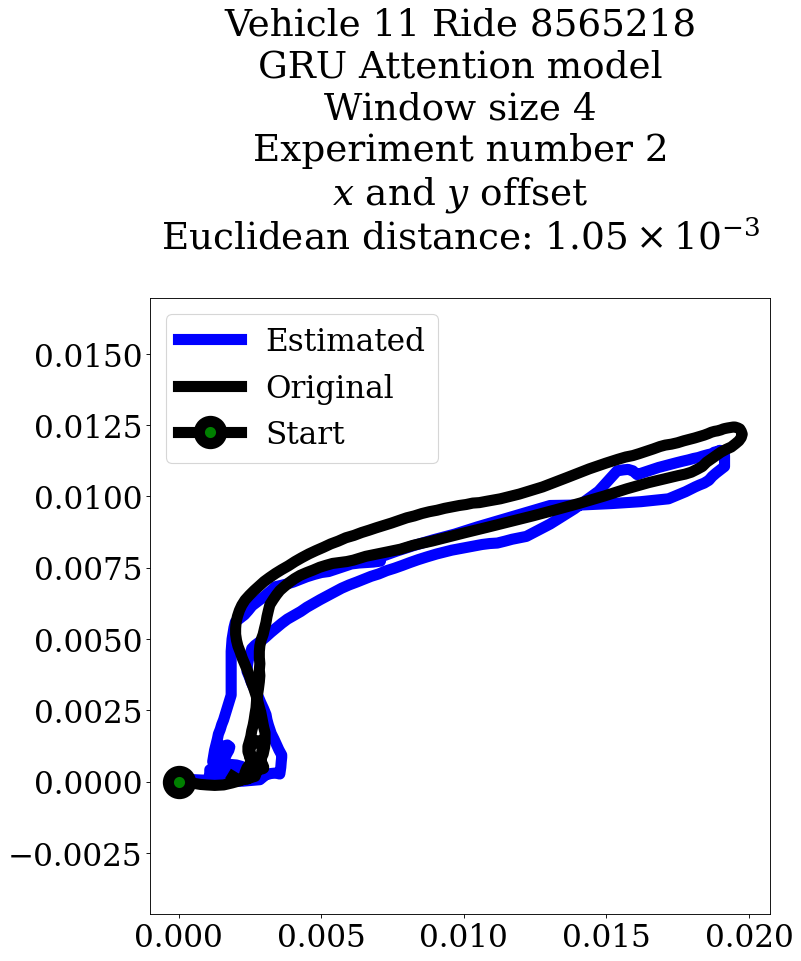 Vehicle 11 Ride 8565218
GRU Attention model
Window size 4
Experiment number 2
x and y offset
Euclidean distance: 1.05 × 10⁻³
Estimated
Original
Start
0.0150
0.0125
0.0100
0.0075
0.0050
0.0025
0.0000
−0.0025
0.000 0.005 0.010 0.015 0.020